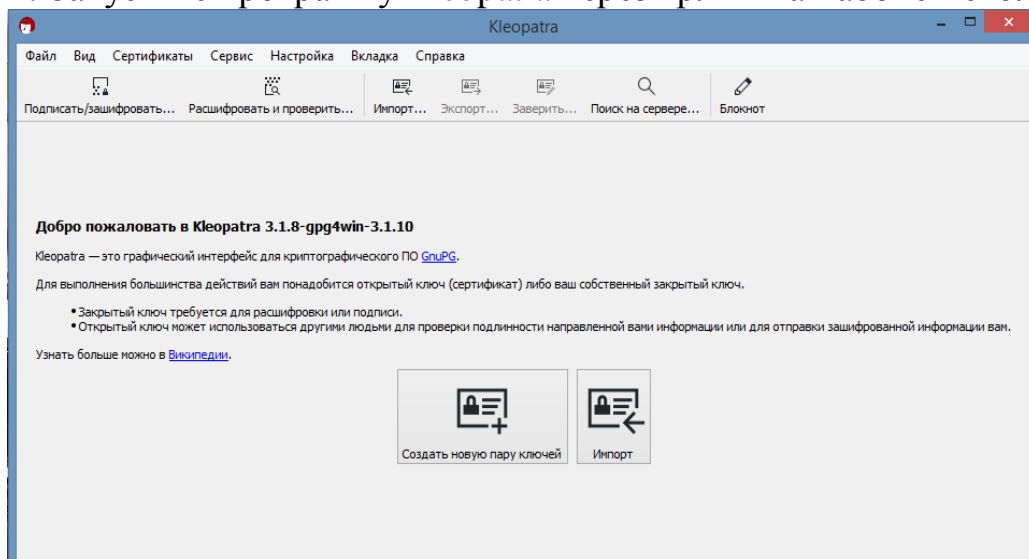 Kleopatra
Файл Вид Сертификаты Сервис Настройка Вкладка Справка
Подписать/зашифровать... Расшифровать и проверить... Импорт... Экспорт... Заверить... Поиск на сервере... Блокнот
Добро пожаловать в Kleopatra 3.1.8-gpg4win-3.1.10
Kleopatra — это графический интерфейс для криптографического ПО GnuPG.
Для выполнения большинства действий вам понадобится открытый ключ (сертификат) либо ваш собственный закрытый ключ.
• Закрытый ключ требуется для расшифровки или подписи.
• Открытый ключ может использоваться другими людьми для проверки подлинности направленной вами информации или для отправки зашифрованной информации вам.
Узнать больше можно в Википедии.
Создать новую пару ключей Импорт